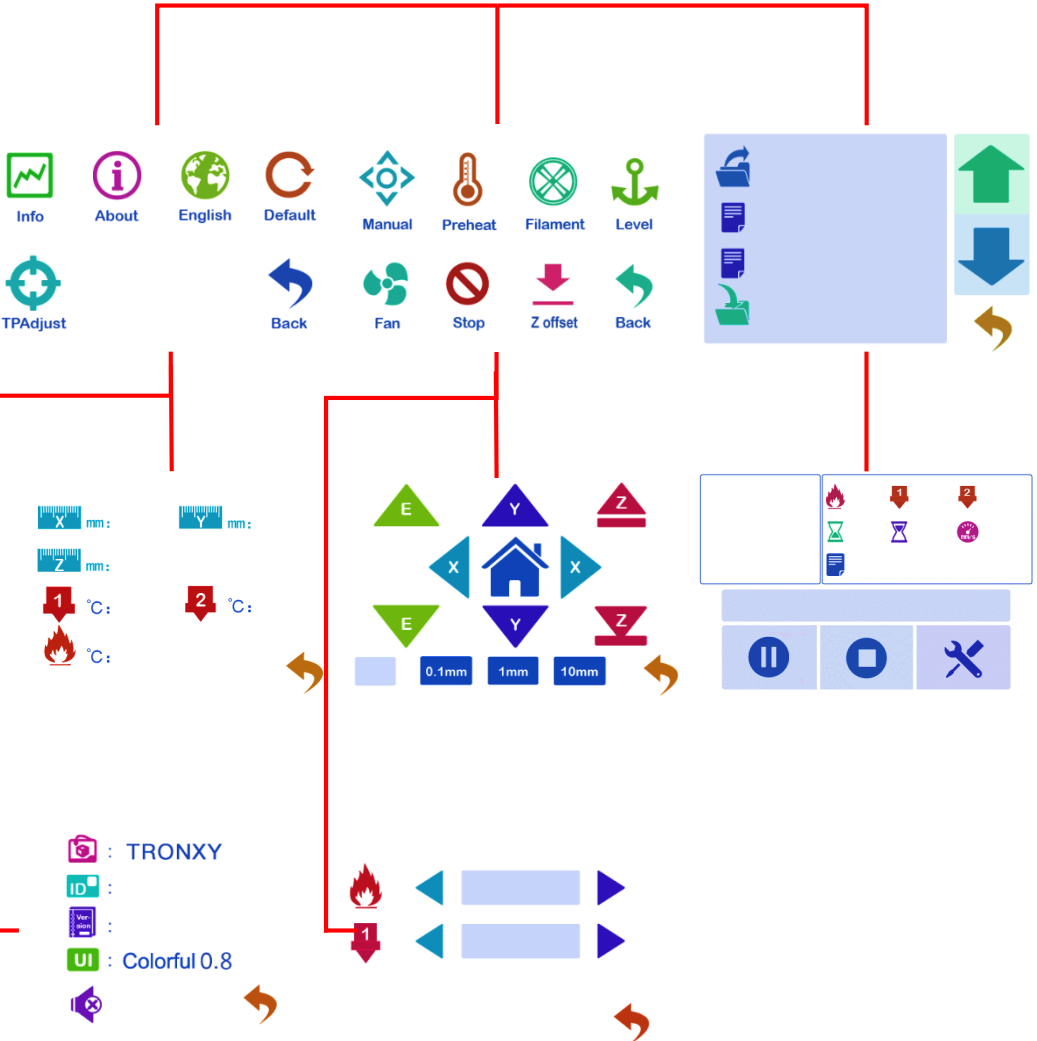 Info
About
English
Default
Manual
Preheat
Filament
Level
TPAdjust
Back
Fan
Stop
Z offset
Back
X mm:
Y mm:
Z mm:
1 °C:
2 °C:
°C:
E
Y
Z
X
X
E
Y
Z
0.1mm
1mm
10mm
1
2
mm/s
: TRONXY
ID :
Ver-
sion :
UI : Colorful 0.8
1